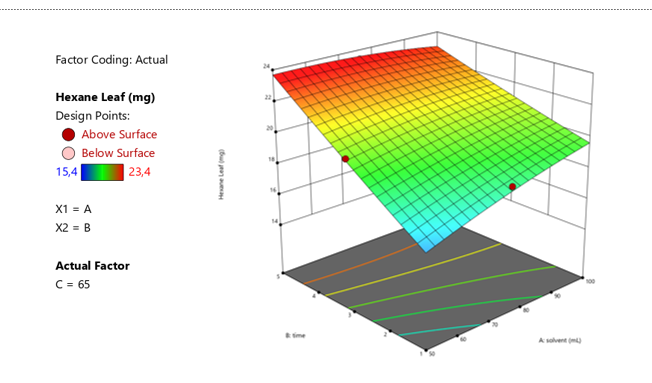 Factor Coding: Actual
Hexane Leaf (mg)
Design Points:
Above Surface
Below Surface
15,4 23,4
X1 = A
X2 = B
Actual Factor
C = 65
Hexane Leaf (mg)
24
22
20
18
16
14
5
4
3
2
1
B: time
50
60
70
80
90
100
A: solvent (mL)